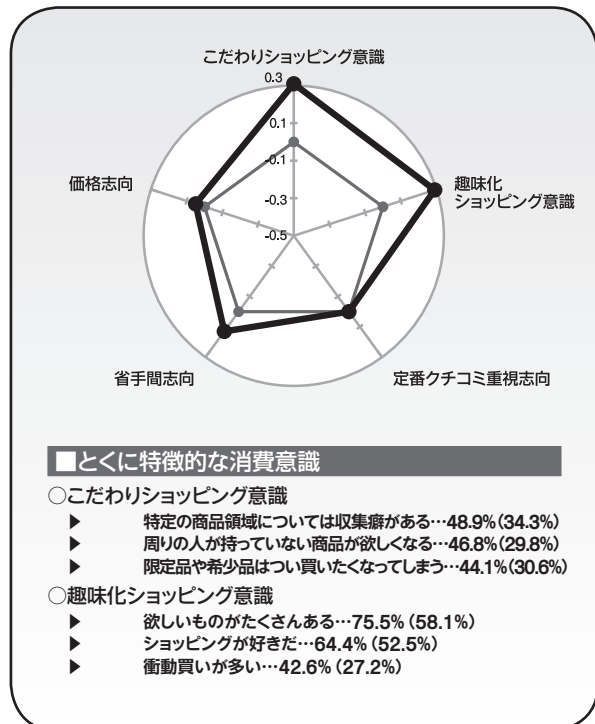 こだわりショッピング意識
0.3
0.1
-0.1
-0.3
-0.5
価格志向
趣味化
ショッピング意識
省手間志向
定番クチコミ重視志向
■とくに特徴的な消費意識
○こだわりショッピング意識
▶ 特定の商品領域については収集癖がある…48.9%(34.3%)
▶ 周りの人が持っていない商品が欲しくなる…46.8%(29.8%)
▶ 限定品や希少品はつい買いたくなってしまう…44.1%(30.6%)
○趣味化ショッピング意識
▶ 欲しいものがたくさんある…75.5%(58.1%)
▶ ショッピングが好きだ…64.4%(52.5%)
▶ 衝動買いが多い…42.6%(27.2%)